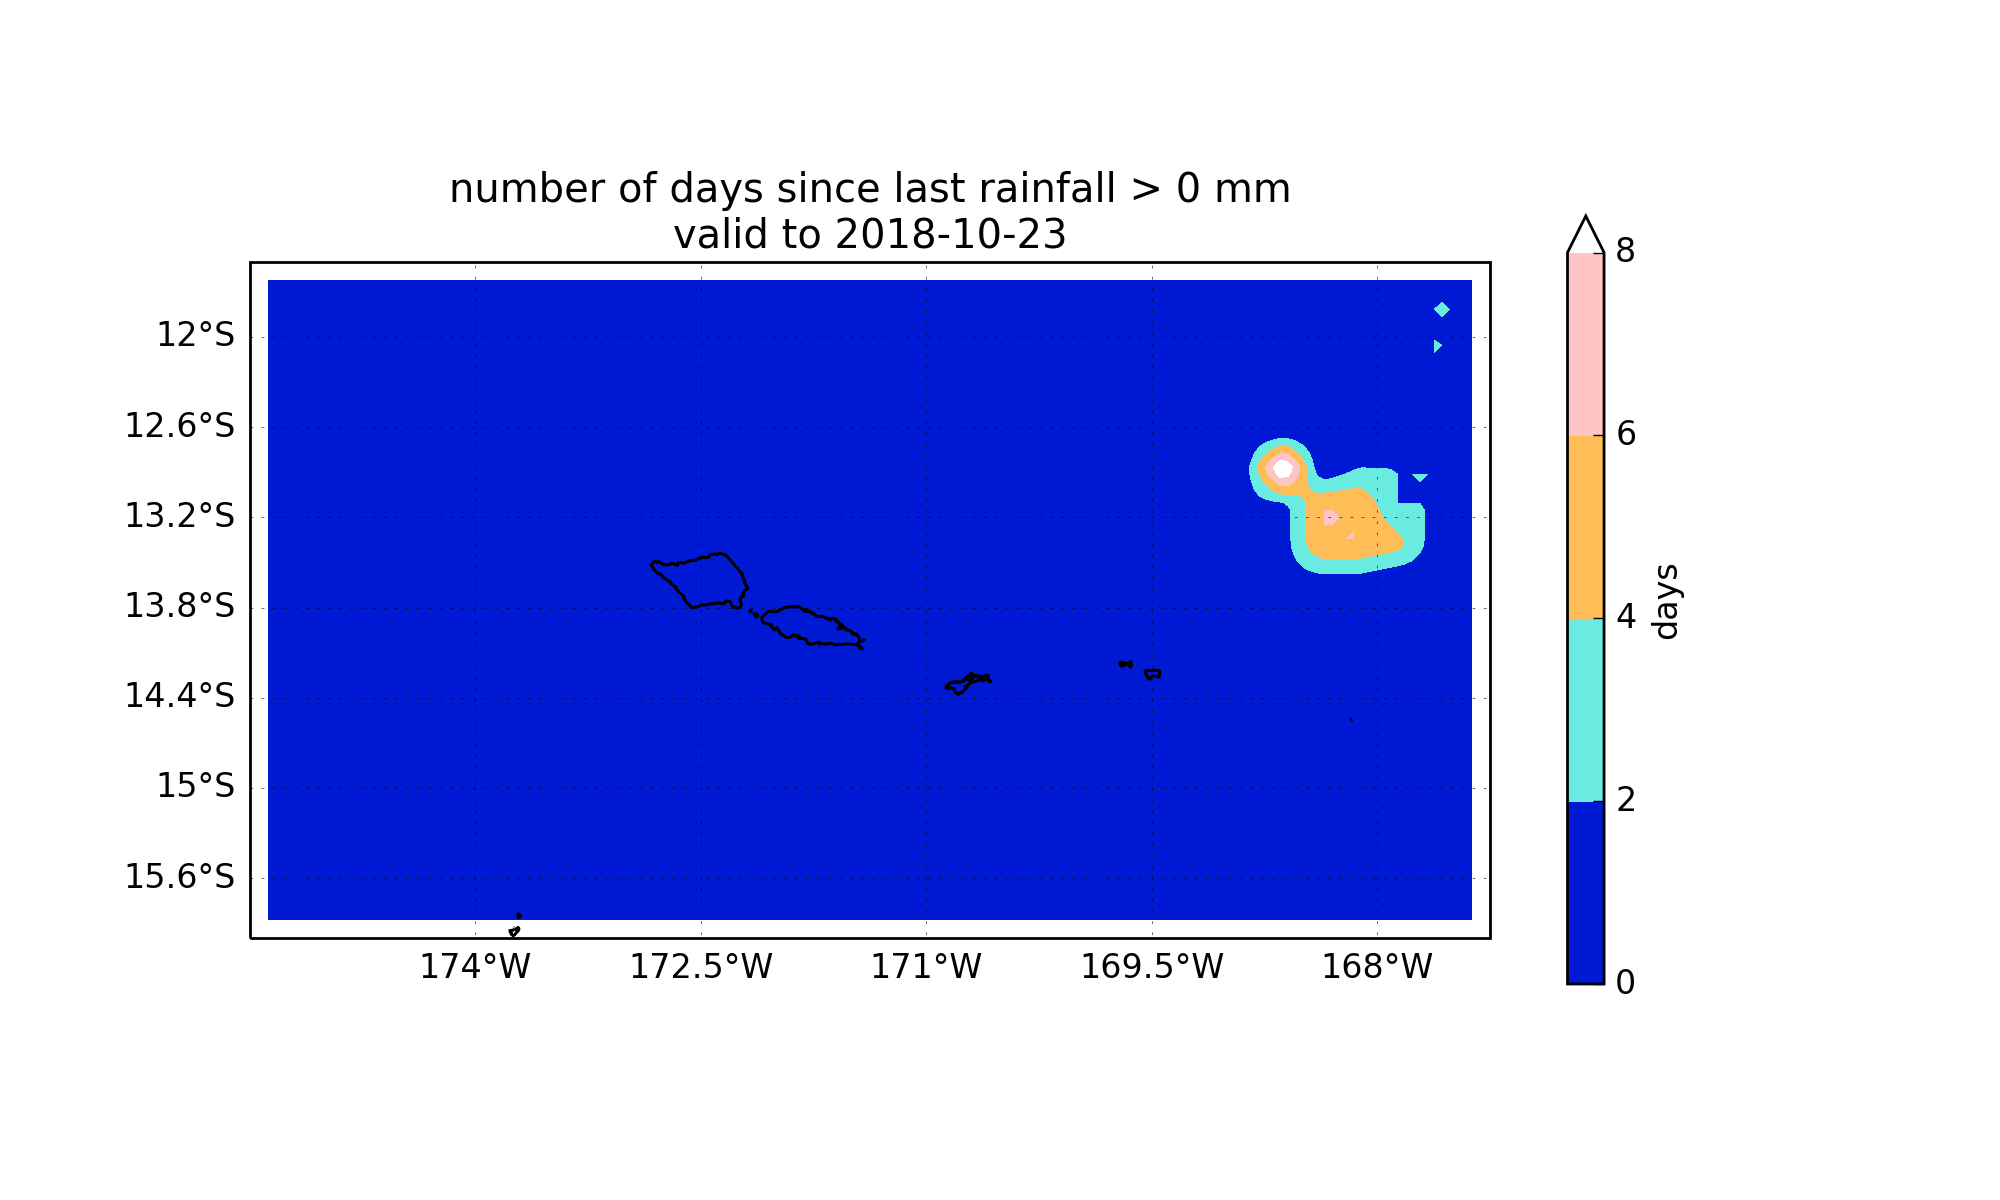 number of days since last rainfall > 0 mm
valid to 2018-10-23
12°S
12.6°S
13.2°S
13.8°S
14.4°S
15°S
15.6°S
174°W
172.5°W
171°W
169.5°W
168°W
8
6
4
2
0
days